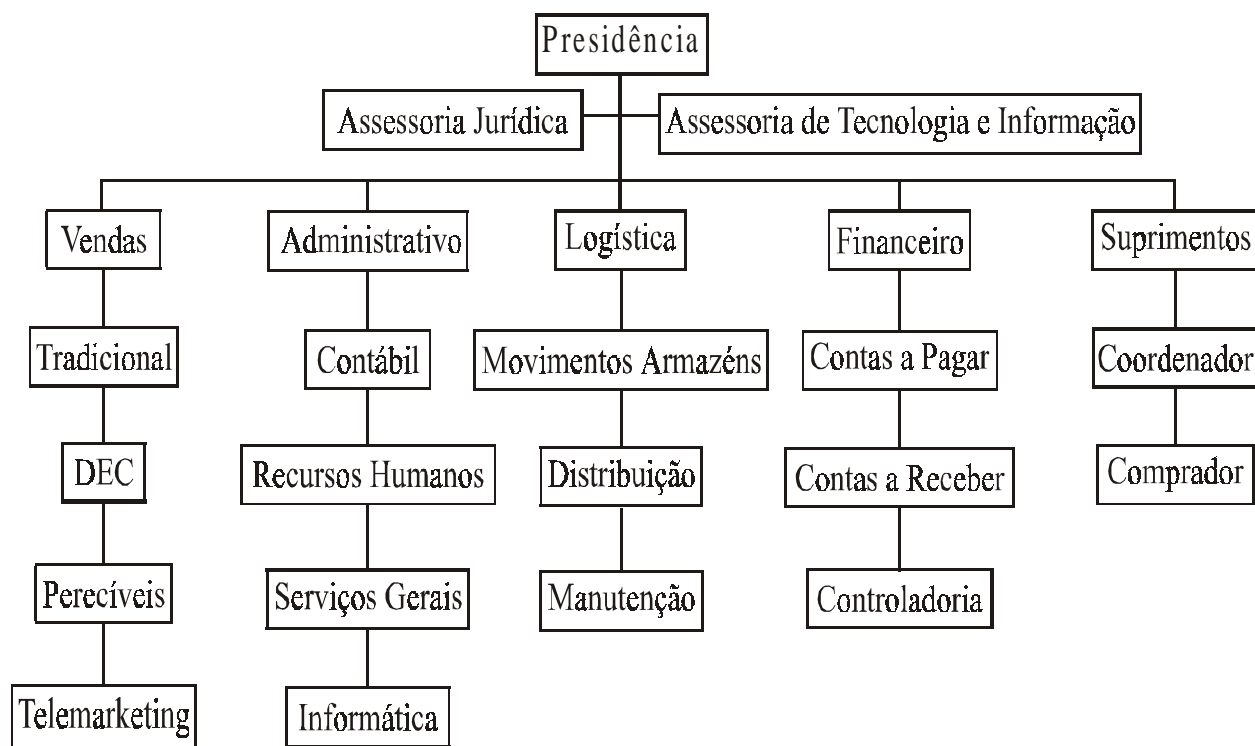 Presidência
Assessoria Jurídica
Assessoria de Tecnologia e Informação
Vendas
Administrativo
Logística
Financeiro
Suprimentos
Tradicional
Contábil
Movimentos Armazéns
Contas a Pagar
Coordenador
DEC
Recursos Humanos
Distribuição
Contas a Receber
Comprador
Perecíveis
Serviços Gerais
Manutenção
Controladoria
Telemarketing
Informática